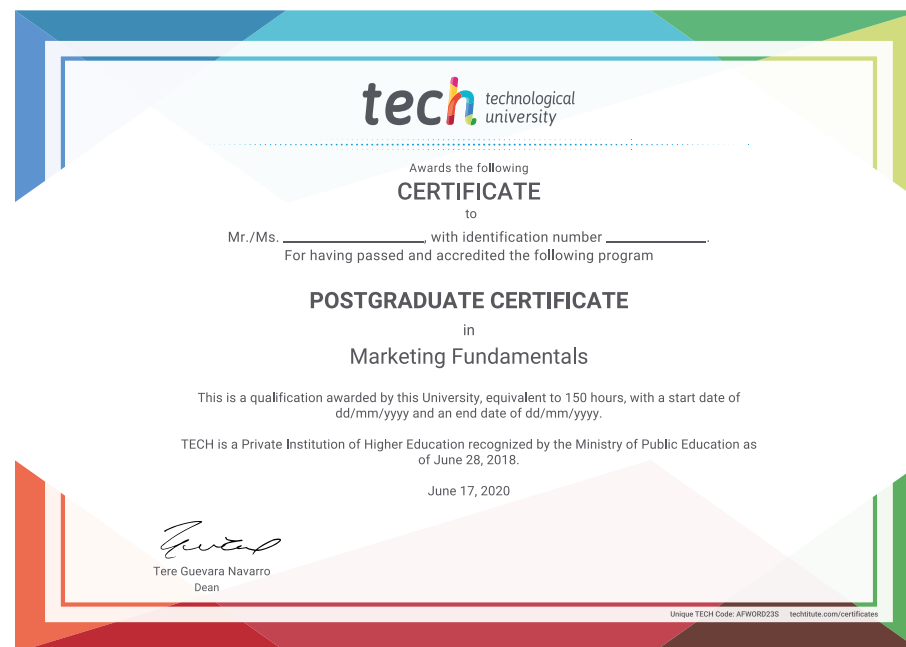 tech technological
university
Awards the following
CERTIFICATE
to
Mr./Ms. ____________________, with identification number ______________.
For having passed and accredited the following program
POSTGRADUATE CERTIFICATE
in
Marketing Fundamentals
This is a qualification awarded by this University, equivalent to 150 hours, with a start date of
dd/mm/yyyy and an end date of dd/mm/yyyy.
TECH is a Private Institution of Higher Education recognized by the Ministry of Public Education as
of June 28, 2018.
June 17, 2020
Tere Guevara Navarro
Dean
Unique TECH Code: AFWORD23S techtitute.com/certificates